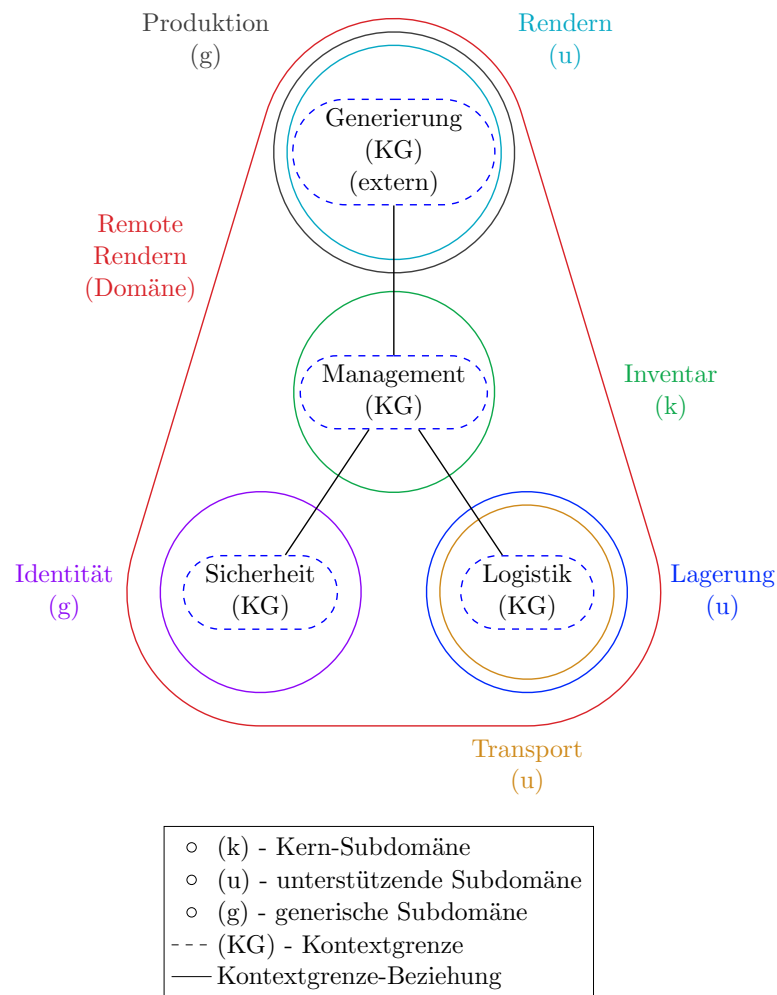 Produktion
(g)
Rendern
(u)
Generierung
(KG)
(extern)
Remote
Rendern
(Domäne)
Management
(KG)
Inventar
(k)
Identität
(g)
Sicherheit
(KG)
Logistik
(KG)
Lagerung
(u)
Transport
(u)
(k) - Kern-Subdomäne
(u) - unterstützende Subdomäne
(g) - generische Subdomäne
(KG) - Kontextgrenze
Kontextgrenze-Beziehung